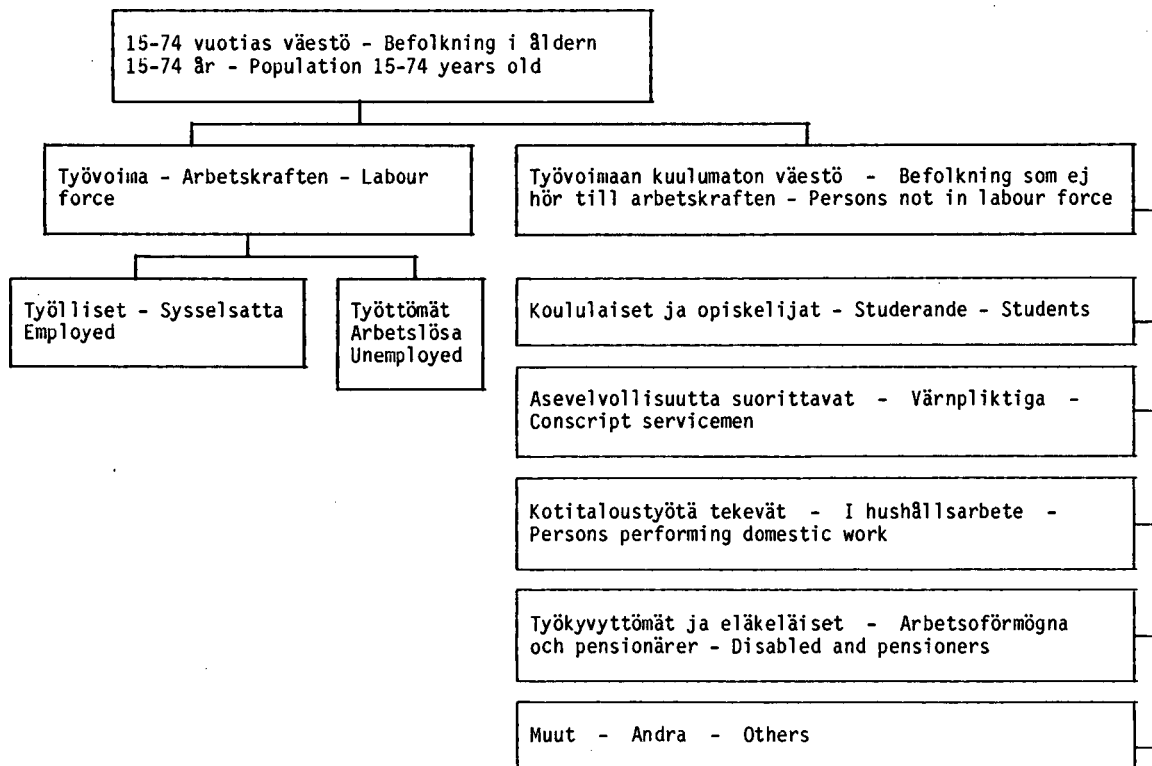 15-74 vuotias väestö - Befolkning i åldern
15-74 år - Population 15-74 years old
Työvoima - Arbetskraften - Labour
force
Työvoimaan kuulumaton väestö - Befolkning som ej
hör till arbetskraften - Persons not in labour force
Työlliset - Sysselsatta
Employed
Työttömät
Arbetslösa
Unemployed
Koululaiset ja opiskelijat - Studerande - Students
Asevelvollisuutta suorittavat - Värnpliktiga -
Conscript servicemen
Kotitaloustyötä tekevät - I hushållsarbete -
Persons performing domestic work
Työkyvyttömät ja eläkeläiset - Arbetsoförmögna
och pensionärer - Disabled and pensioners
Muut - Andra - Others